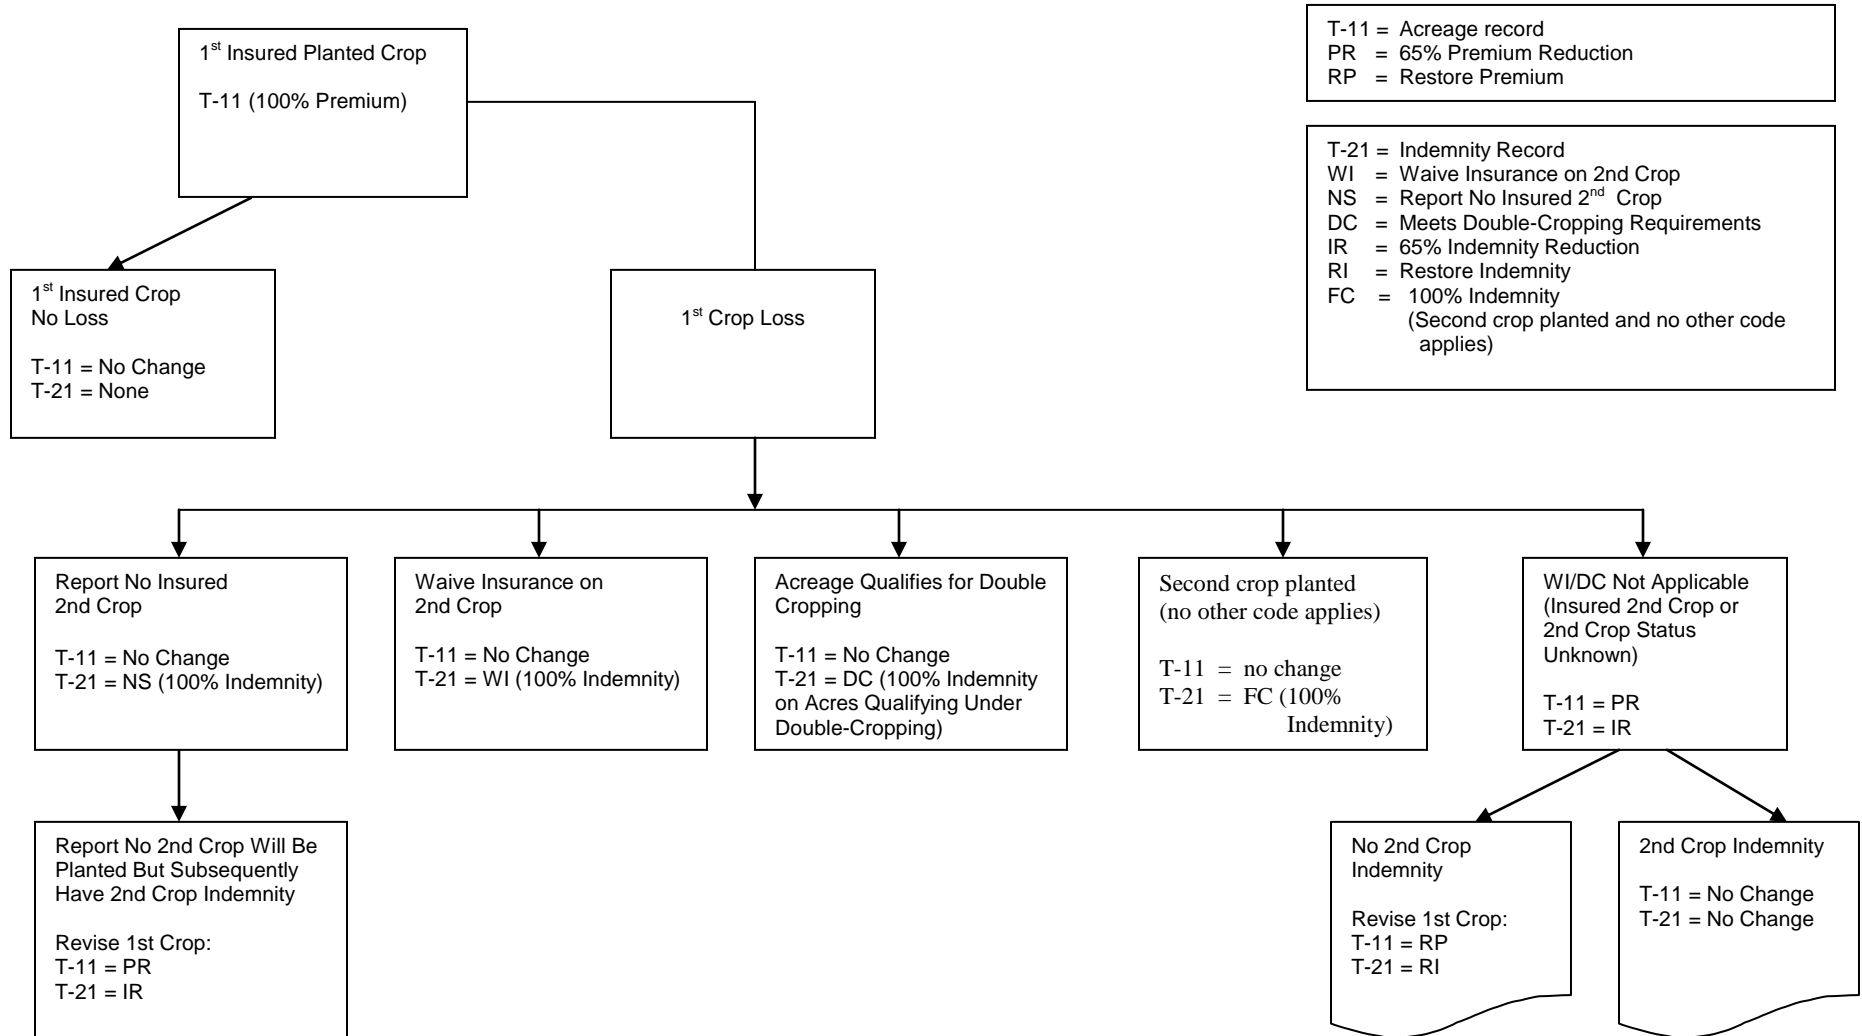 1st Insured Planted Crop
T-11 (100% Premium)
T-11 = Acreage record
PR = 65% Premium Reduction
RP = Restore Premium
T-21 = Indemnity Record
WI = Waive Insurance on 2nd Crop
NS = Report No Insured 2nd Crop
DC = Meets Double-Cropping Requirements
IR = 65% Indemnity Reduction
RI = Restore Indemnity
FC = 100% Indemnity
(Second crop planted and no other code
applies)
1st Insured Crop
No Loss
T-11 = No Change
T-21 = None
1st Crop Loss
Report No Insured
2nd Crop
T-11 = No Change
T-21 = NS (100% Indemnity)
Waive Insurance on
2nd Crop
T-11 = No Change
T-21 = WI (100% Indemnity)
Acreage Qualifies for Double
Cropping
T-11 = No Change
T-21 = DC (100% Indemnity
on Acres Qualifying Under
Double-Cropping)
Second crop planted
(no other code applies)
T-11 = no change
T-21 = FC (100%
Indemnity)
WI/DC Not Applicable
(Insured 2nd Crop or
2nd Crop Status
Unknown)
T-11 = PR
T-21 = IR
Report No 2nd Crop Will Be
Planted But Subsequently
Have 2nd Crop Indemnity
Revise 1st Crop:
T-11 = PR
T-21 = IR
No 2nd Crop
Indemnity
Revise 1st Crop:
T-11 = RP
T-21 = RI
2nd Crop Indemnity
T-11 = No Change
T-21 = No Change